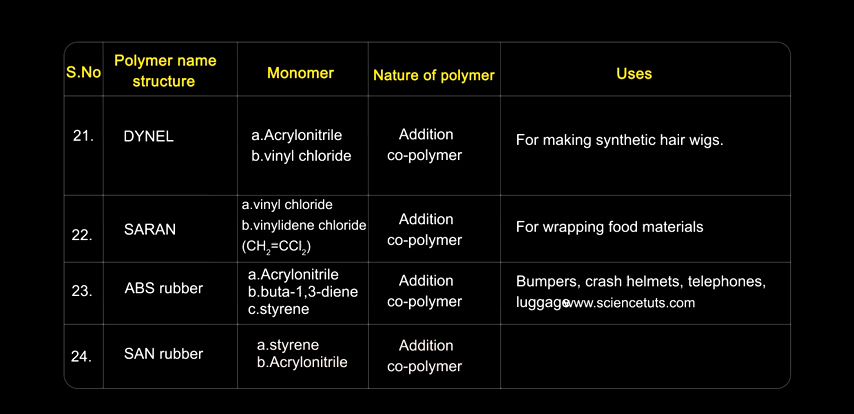 S.No
Polymer name
structure
Monomer
Nature of polymer
Uses
21.
DYNEL
a.Acrylonitrile
b.vinyl chloride
Addition
co-polymer
For making synthetic hair wigs.
22.
SARAN
a.vinyl chloride
b.vinylidene chloride
(CH₂=CCl₂)
Addition
co-polymer
For wrapping food materials
23.
ABS rubber
a.Acrylonitrile
b.buta-1,3-diene
c.styrene
Addition
co-polymer
Bumpers, crash helmets, telephones,
luggage
www.sciencetuts.com
24.
SAN rubber
a.styrene
b.Acrylonitrile
Addition
co-polymer